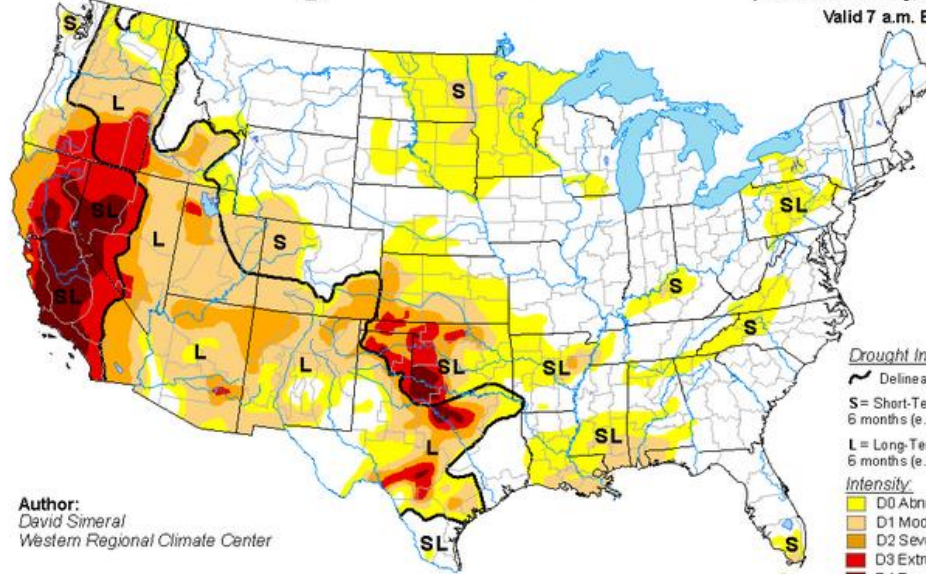 Valid 7 a.m. E
S
L
S
SL
L
S
SL
SL
S
S
L
L
SL
SL
SL
L
SL
S
Drought In
Delinea
S = Short-Te
6 months (e.
L = Long-Te
6 months (e.
Intensity:
D0 Abn
D1 Mod
D2 Seve
D3 Extr
Author:
David Simeral
Western Regional Climate Center